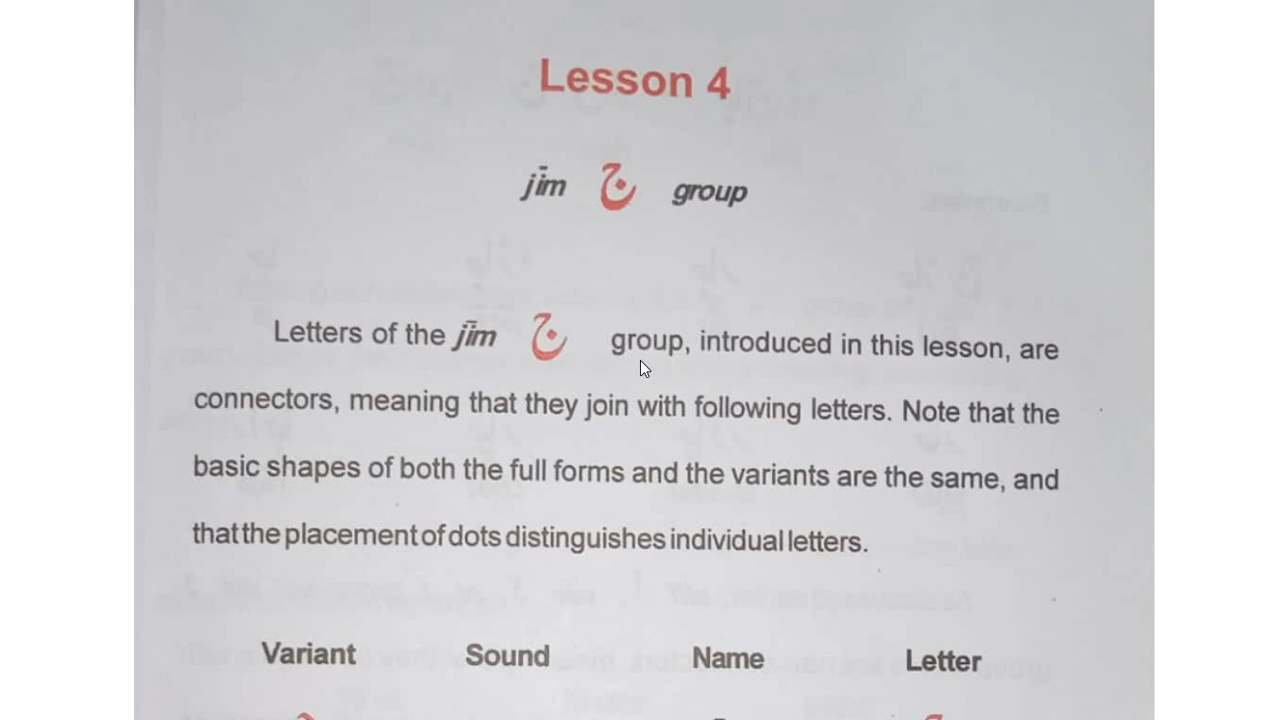 Lesson 4
jīm ج group
Letters of the jīm ج group, introduced in this lesson, are
connectors, meaning that they join with following letters. Note that the
basic shapes of both the full forms and the variants are the same, and
that the placement of dots distinguishes individual letters.
Variant Sound Name Letter